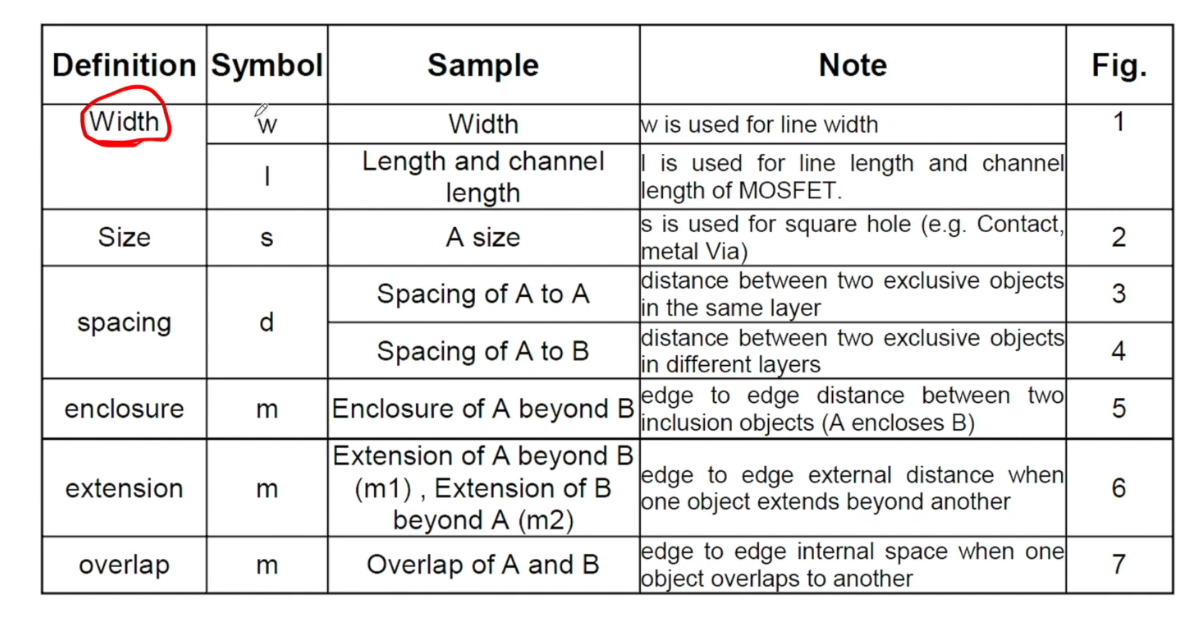 Definition Symbol Sample Note Fig.
Width w Width w is used for line width 1
l Length and channel
length l is used for line length and channel
length of MOSFET.
Size s A size s is used for square hole (e.g. Contact,
metal Via) 2
spacing d Spacing of A to A distance between two exclusive objects
in the same layer 3
Spacing of A to B distance between two exclusive objects
in different layers 4
enclosure m Enclosure of A beyond B edge to edge distance between two
inclusion objects (A encloses B) 5
extension m Extension of A beyond B
(m1) , Extension of B
beyond A (m2) edge to edge external distance when
one object extends beyond another 6
overlap m Overlap of A and B edge to edge internal space when one
object overlaps to another 7